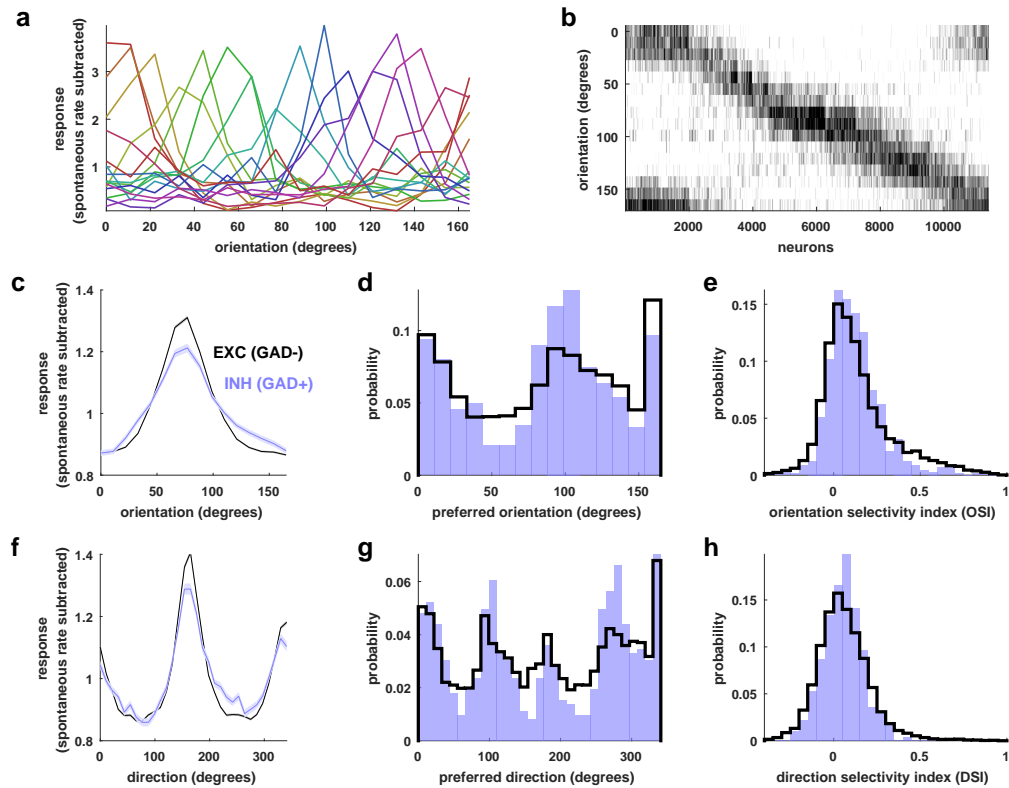 a
response
(spontaneous rate subtracted)
3
2
1
0 20 40 60 80 100 120 140 160
orientation (degrees)
b
orientation (degrees)
0
50
100
150
2000 4000 6000 8000 10000
neurons
c
response
(spontaneous rate subtracted)
1.4
1.2
1
0.8
EXC (GAD-)
INH (GAD+)
0 50 100 150
orientation (degrees)
d
probability
0.1
0.05
0
0 50 100 150
preferred orientation (degrees)
e
probability
0.15
0.1
0.05
0
0 0.5 1
orientation selectivity index (OSI)
f
response
(spontaneous rate subtracted)
1.4
1.2
1
0.8
0 100 200 300
direction (degrees)
g
probability
0.06
0.04
0.02
0
0 100 200 300
preferred direction (degrees)
h
probability
0.15
0.1
0.05
0
0 0.5 1
direction selectivity index (DSI)